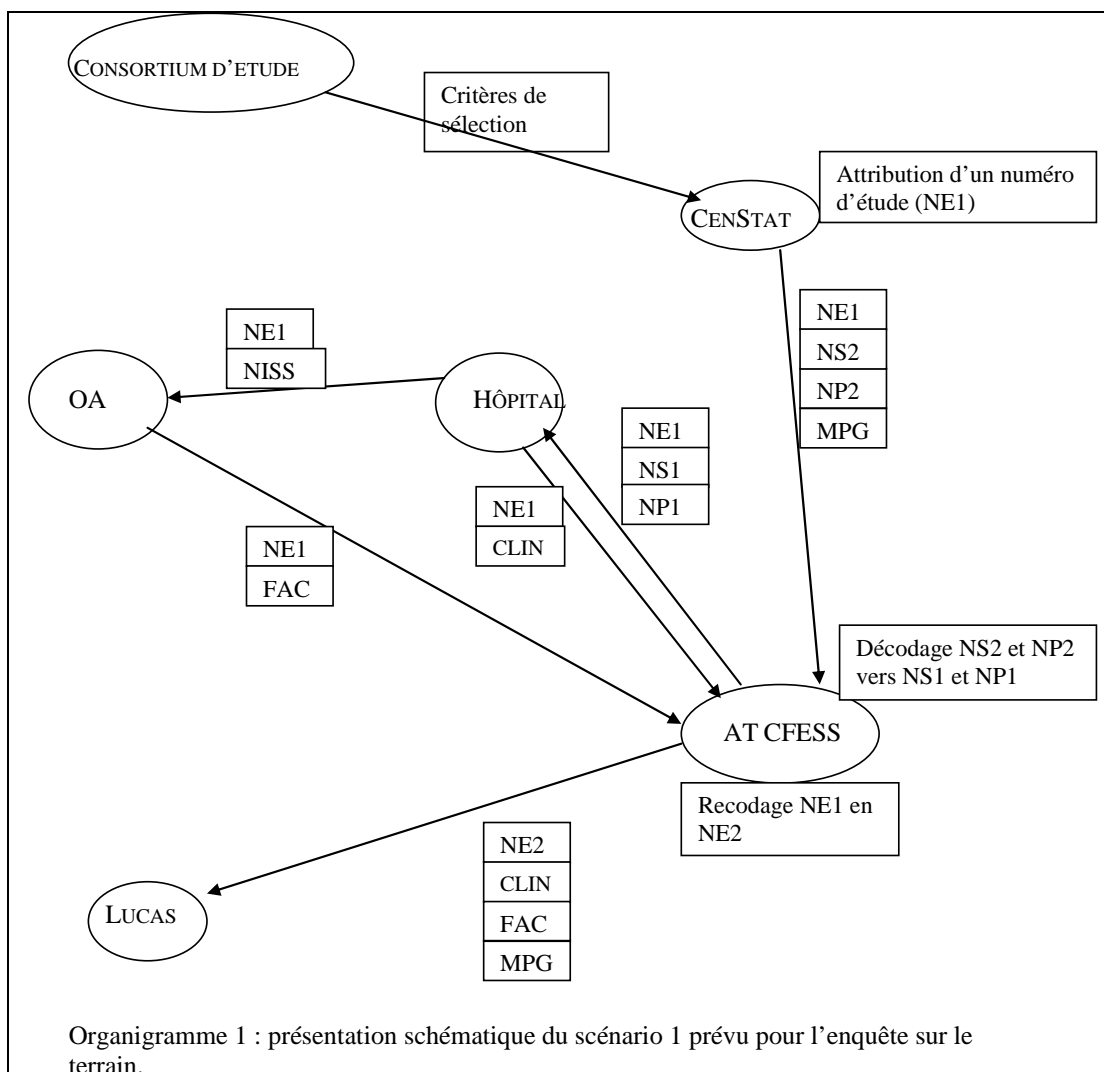 CONSORTIUM D'ETUDE
Critères de
sélection
Attribution d'un numéro
d'étude (NE1)
CENSTAT
NE1
NS2
NP2
MPG
NE1
NISS
OA
HÔPITAL
NE1
NS1
NP1
NE1
CLIN
NE1
FAC
Décodage NS2 et NP2
vers NS1 et NP1
AT CFESS
Recodage NE1 en
NE2
NE2
CLIN
FAC
MPG
LUCAS
Organigramme 1 : présentation schématique du scénario 1 prévu pour l'enquête sur le
terrain.